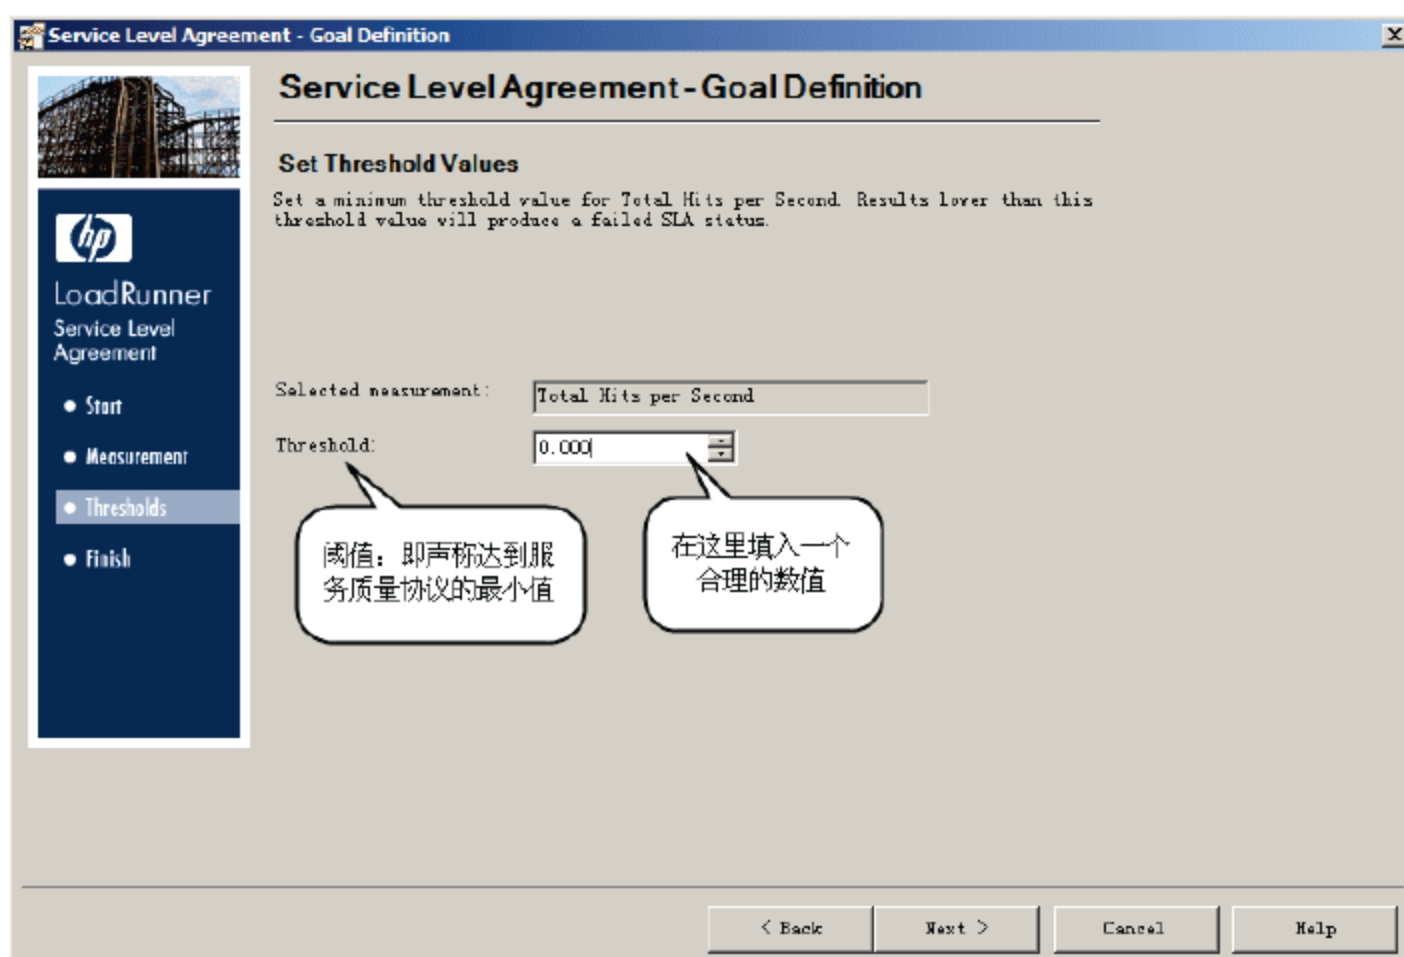 Service Level Agreement - Goal Definition
Service Level Agreement - Goal Definition
Set Threshold Values
Set a minimum threshold value for Total Hits per Second. Results lower than this
threshold value will produce a failed SLA status.
hp
LoadRunner
Service Level
Agreement
Start
Measurement
Thresholds
Finish
Selected measurement:
Total Hits per Second
Threshold:
0.000
阈值：即声称达到服
务质量协议的最小值
在这里填入一个
合理的数值
< Back
Next >
Cancel
Help